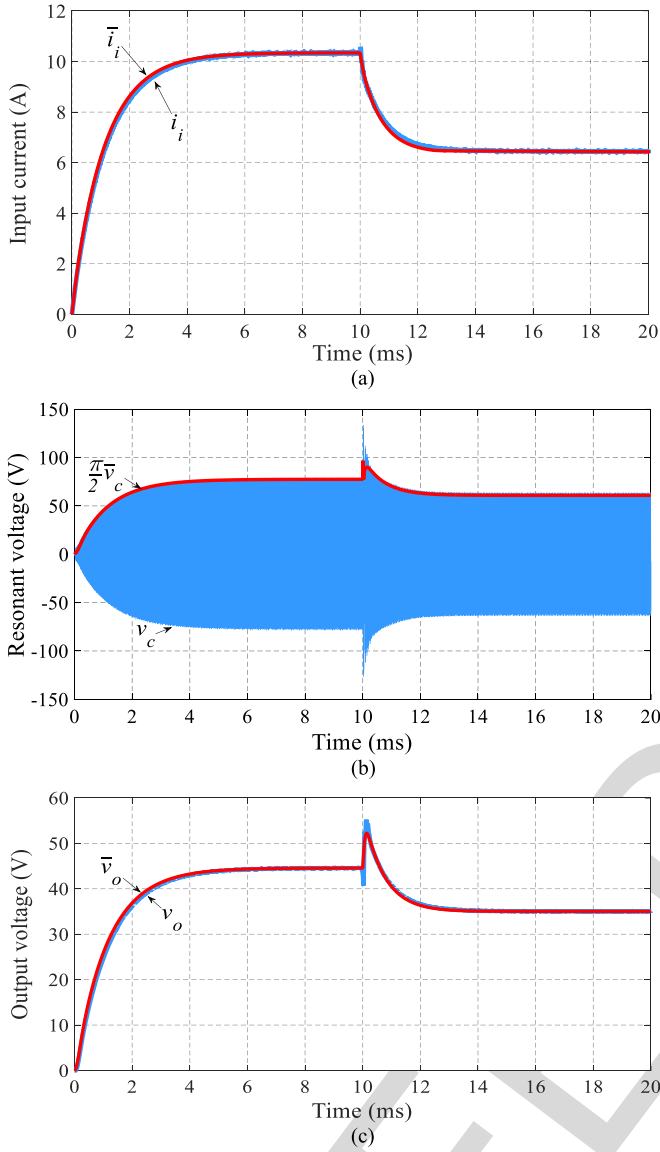 12
10
8
6
4
2
0
Input current (A)
i̅_i
i_i
0 2 4 6 8 10 12 14 16 18 20
Time (ms)
(a)
150
100
50
0
-50
-100
-150
Resonant voltage (V)
π/2 v̅_c
v_c
0 2 4 6 8 10 12 14 16 18 20
Time (ms)
(b)
60
50
40
30
20
10
0
Output voltage (V)
v̅_o
v_o
0 2 4 6 8 10 12 14 16 18 20
Time (ms)
(c)